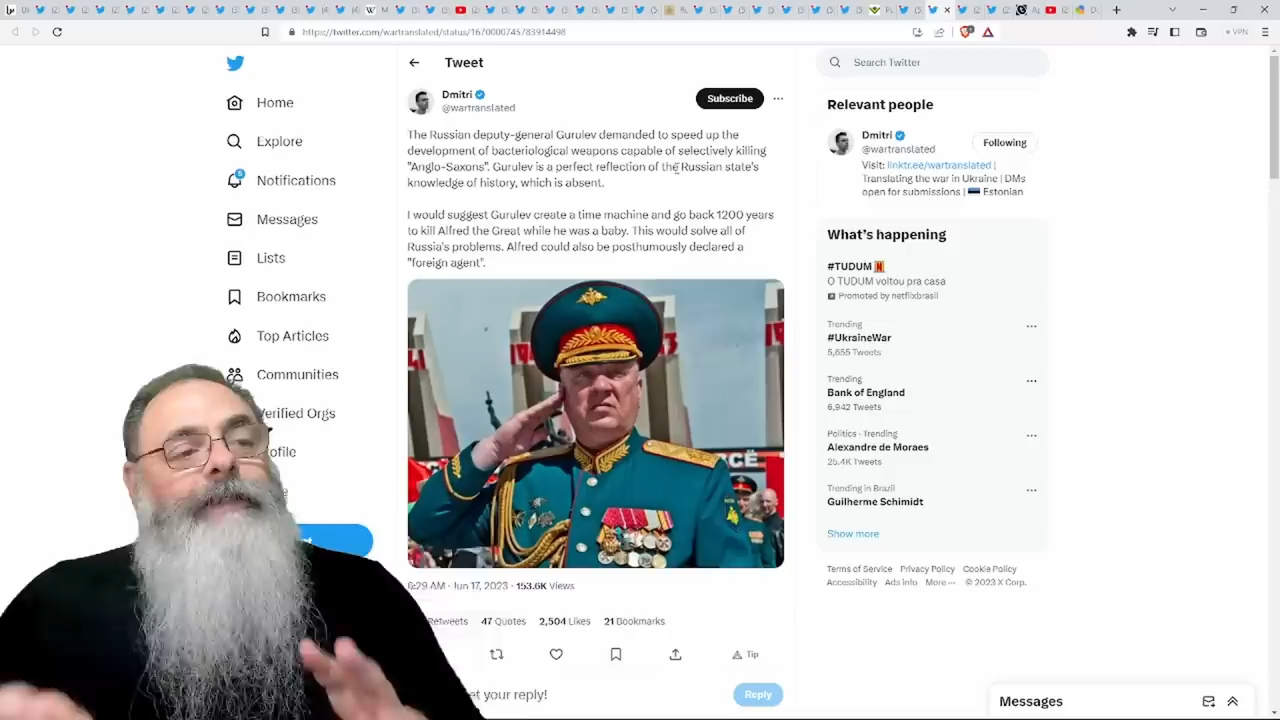 https://twitter.com/wartranslated/status/1670000745783914498
VPN
Home
Explore
6
Notifications
Messages
Lists
Bookmarks
Top Articles
Communities
Verified Orgs
Tweet
Dmitri
@wartranslated
Subscribe
The Russian deputy-general Gurulev demanded to speed up the
development of bacteriological weapons capable of selectively killing
"Anglo-Saxons". Gurulev is a perfect reflection of the Russian state's
knowledge of history, which is absent.
I would suggest Gurulev create a time machine and go back 1200 years
to kill Alfred the Great while he was a baby. This would solve all of
Russia's problems. Alfred could also be posthumously declared a
"foreign agent".
6:29 AM · Jun 17, 2023 · 153.6K Views
Retweets 47 Quotes 2,504 Likes 21 Bookmarks
Tip
your reply!
Reply
Search Twitter
Relevant people
Dmitri
@wartranslated
Following
Visit: linktr.ee/wartranslated |
Translating the war in Ukraine | DMs
open for submissions | Estonian
What's happening
#TUDUM
O TUDUM voltou pra casa
Promoted by netflixbrasil
Trending
#UkraineWar
5,655 Tweets
Trending
Bank of England
6,942 Tweets
Politics · Trending
Alexandre de Moraes
25.4K Tweets
Trending in Brazil
Guilherme Schimidt
Show more
Terms of Service Privacy Policy Cookie Policy
Accessibility Ads info More ··· © 2023 X Corp.
Messages